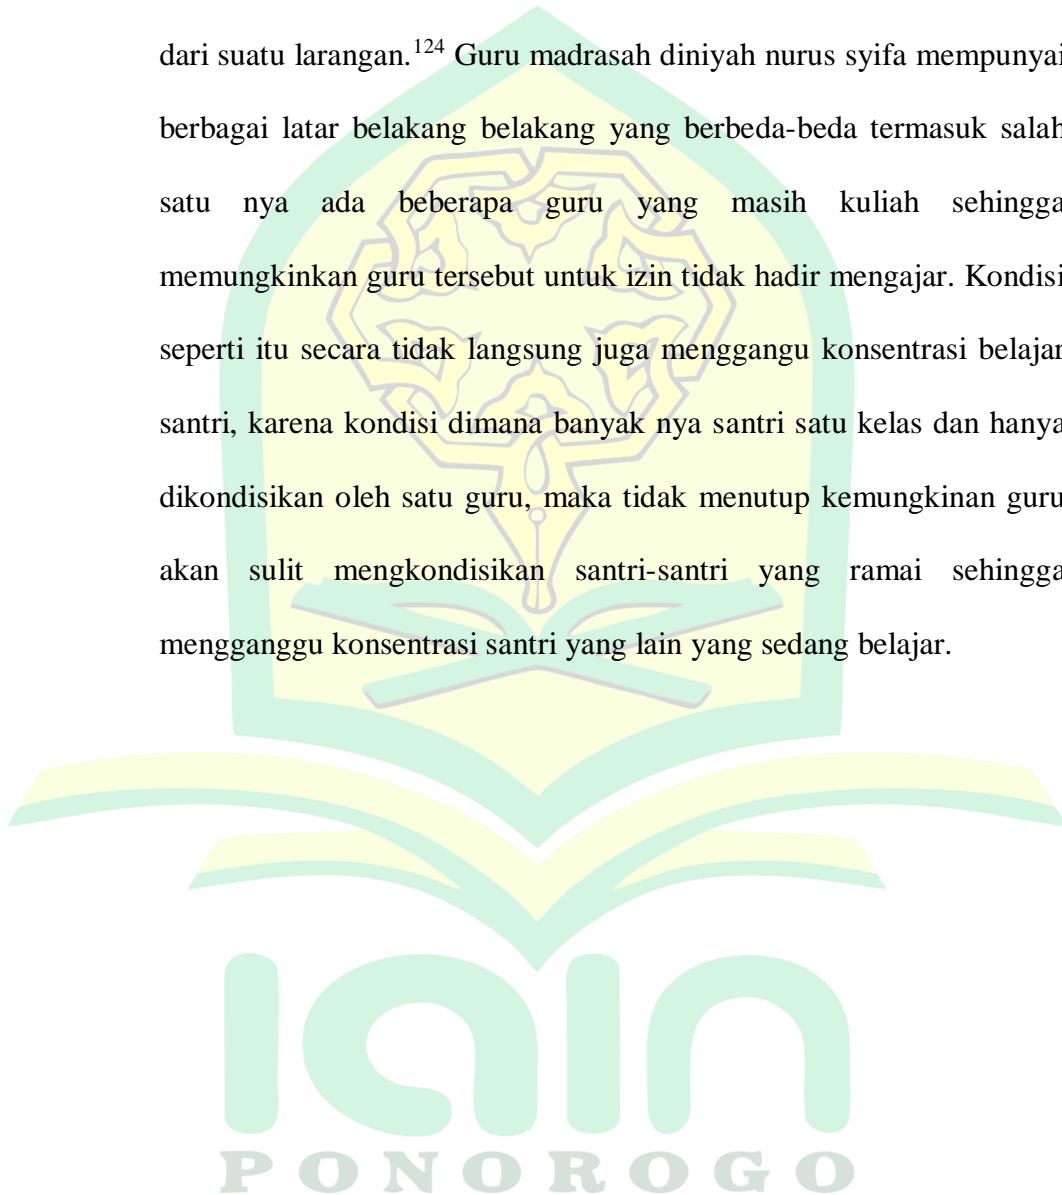 dari suatu larangan.124 Guru madrasah diniyah nurus syifa mempunyai
berbagai latar belakang belakang yang berbeda-beda termasuk salah
satu nya ada beberapa guru yang masih kuliah sehingga
memungkinkan guru tersebut untuk izin tidak hadir mengajar. Kondisi
seperti itu secara tidak langsung juga menggangu konsentrasi belajar
santri, karena kondisi dimana banyak nya santri satu kelas dan hanya
dikondisikan oleh satu guru, maka tidak menutup kemungkinan guru
akan sulit mengkondisikan santri-santri yang ramai sehingga
mengganggu konsentrasi santri yang lain yang sedang belajar.
iain
PONOROGO